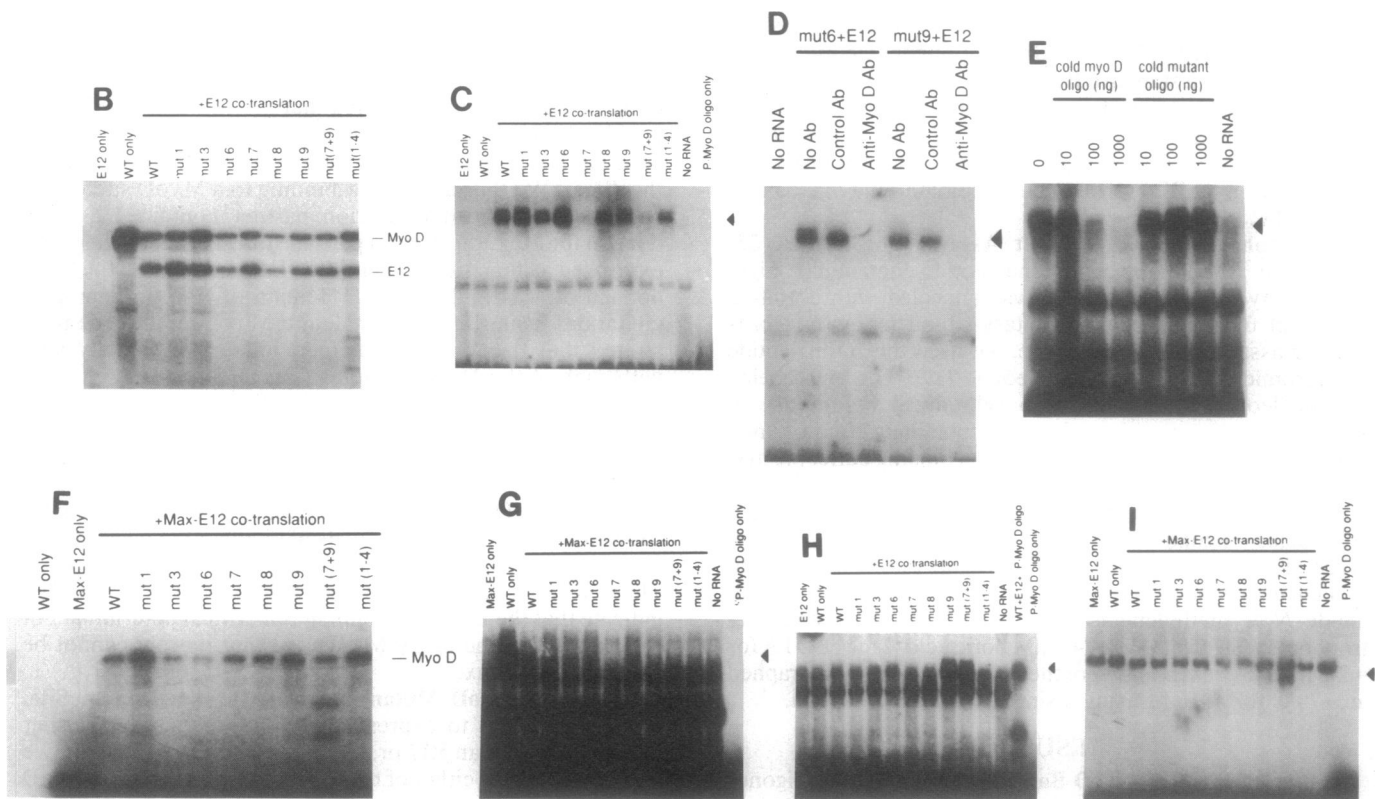 B
+E12 co-translation
E12 only
WT only
WT
mut 1
mut 3
mut 6
mut 7
mut 8
mut 9
mut(7+9)
mut(1-4)
Myo D
E12
C
+E12 co-translation
E12 only
WT only
WT
mut 1
mut 3
mut 6
mut 7
mut 8
mut 9
mut (7+9)
mut (1-4)
No RNA
P Myo D oligo only
D
mut6+E12
mut9+E12
No RNA
No Ab
Control Ab
Anti-Myo D Ab
No Ab
Control Ab
Anti-Myo D Ab
E
cold myo D
oligo (ng)
cold mutant
oligo (ng)
0
10
100
1000
10
100
1000
No RNA
F
+Max-E12 co-translation
WT only
Max-E12 only
WT
mut 1
mut 3
mut 6
mut 7
mut 8
mut 9
mut (7+9)
mut (1-4)
Myo D
G
+Max-E12 co-translation
Max-E12 only
WT only
WT
mut 1
mut 3
mut 6
mut 7
mut 8
mut 9
mut (7+9)
mut (1-4)
No RNA
P Myo D oligo only
H
+E12 co-translation
E12 only
WT only
WT
mut 1
mut 3
mut 6
mut 7
mut 8
mut 9
mut (7+9)
mut (1-4)
No RNA
WT+E12+ P Myo D oligo
P Myo D oligo only
I
+Max-E12 co-translation
Max-E12 only
WT only
WT
mut 1
mut 3
mut 6
mut 7
mut 8
mut 9
mut (7+9)
mut (1-4)
No RNA
P Myo D oligo only